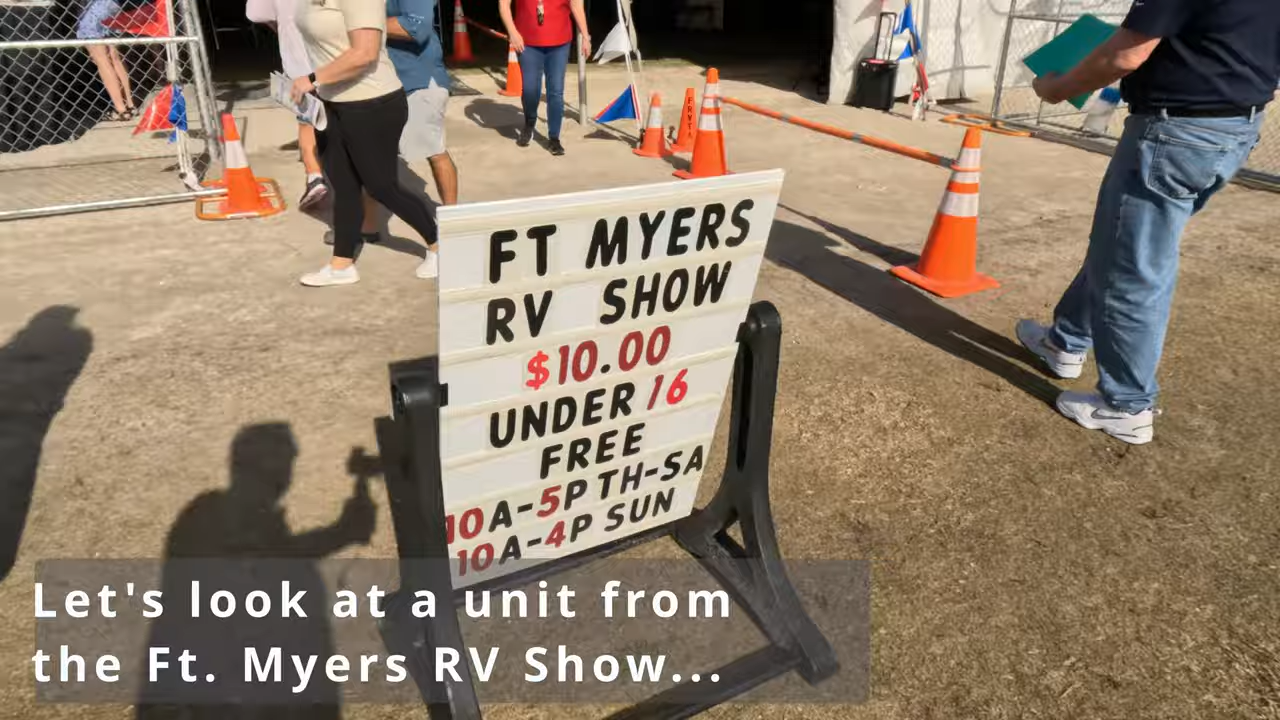 FRVTA
FT MYERS
RV SHOW
$10.00
UNDER 16
FREE
10A-5P TH-SA
10A-4P SUN
Let's look at a unit from
the Ft. Myers RV Show...